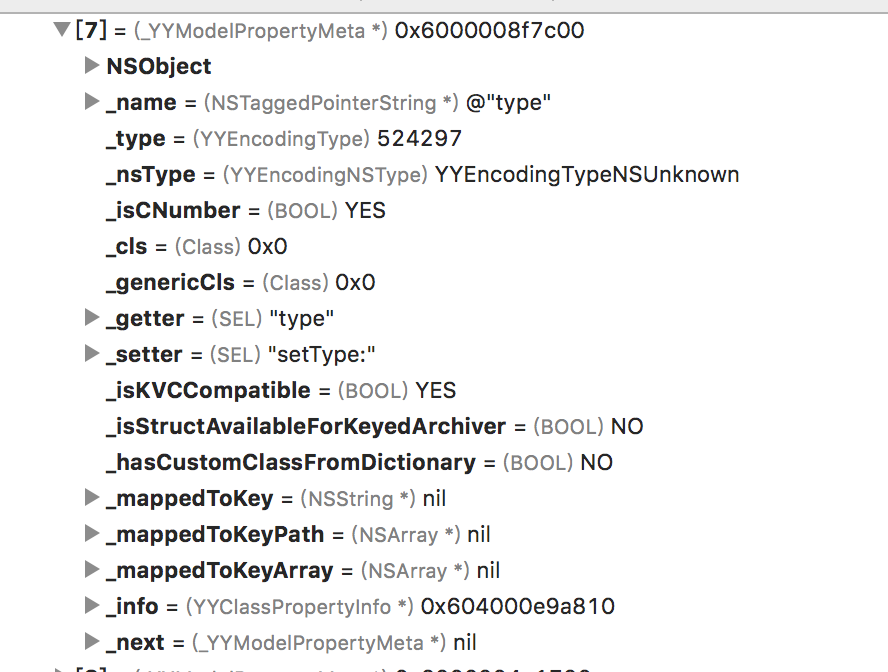 [7] = (_YYModelPropertyMeta *) 0x6000008f7c00
NSObject
_name = (NSTaggedPointerString *) @"type"
_type = (YYEncodingType) 524297
_nsType = (YYEncodingNSType) YYEncodingTypeNSUnknown
_isCNumber = (BOOL) YES
_cls = (Class) 0x0
_genericCls = (Class) 0x0
_getter = (SEL) "type"
_setter = (SEL) "setType:"
_isKVCCompatible = (BOOL) YES
_isStructAvailableForKeyedArchiver = (BOOL) NO
_hasCustomClassFromDictionary = (BOOL) NO
_mappedToKey = (NSString *) nil
_mappedToKeyPath = (NSArray *) nil
_mappedToKeyArray = (NSArray *) nil
_info = (YYClassPropertyInfo *) 0x604000e9a810
_next = (_YYModelPropertyMeta *) nil